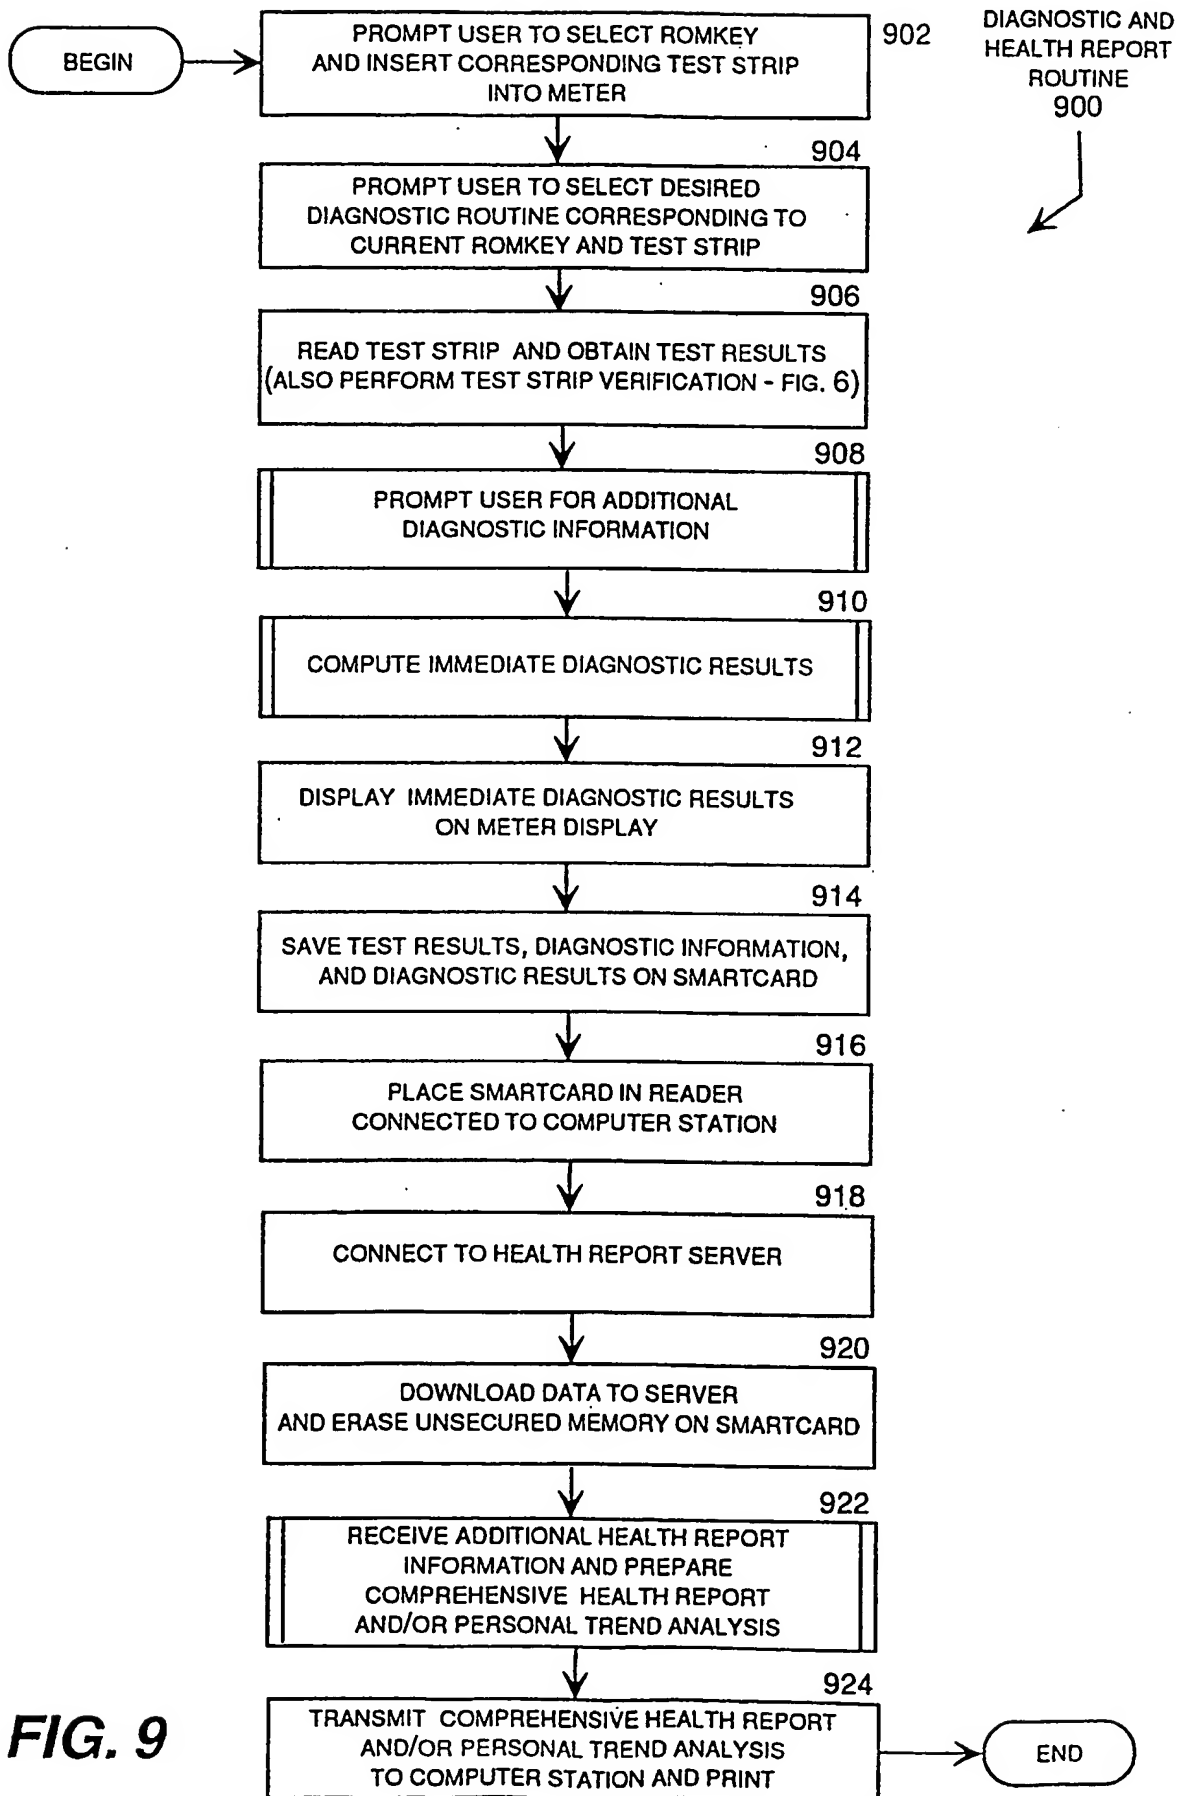 BEGIN
PROMPT USER TO SELECT ROMKEY
AND INSERT CORRESPONDING TEST STRIP
INTO METER
902
DIAGNOSTIC AND
HEALTH REPORT
ROUTINE
900
904
PROMPT USER TO SELECT DESIRED
DIAGNOSTIC ROUTINE CORRESPONDING TO
CURRENT ROMKEY AND TEST STRIP
906
READ TEST STRIP AND OBTAIN TEST RESULTS
(ALSO PERFORM TEST STRIP VERIFICATION - FIG. 6)
908
PROMPT USER FOR ADDITIONAL
DIAGNOSTIC INFORMATION
910
COMPUTE IMMEDIATE DIAGNOSTIC RESULTS
912
DISPLAY IMMEDIATE DIAGNOSTIC RESULTS
ON METER DISPLAY
914
SAVE TEST RESULTS, DIAGNOSTIC INFORMATION,
AND DIAGNOSTIC RESULTS ON SMARTCARD
916
PLACE SMARTCARD IN READER
CONNECTED TO COMPUTER STATION
918
CONNECT TO HEALTH REPORT SERVER
920
DOWNLOAD DATA TO SERVER
AND ERASE UNSECURED MEMORY ON SMARTCARD
922
RECEIVE ADDITIONAL HEALTH REPORT
INFORMATION AND PREPARE
COMPREHENSIVE HEALTH REPORT
AND/OR PERSONAL TREND ANALYSIS
924
TRANSMIT COMPREHENSIVE HEALTH REPORT
AND/OR PERSONAL TREND ANALYSIS
TO COMPUTER STATION AND PRINT
END
FIG. 9